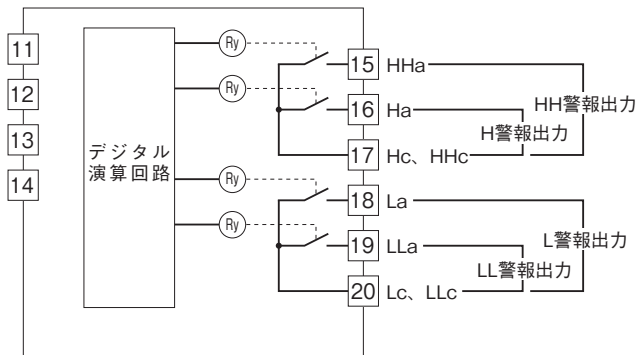 11
12
13
14
デジタル
演算回路
Ry
Ry
Ry
Ry
15 HHa
16 Ha
17 Hc、HHc
18 La
19 LLa
20 Lc、LLc
HH警報出力
H警報出力
L警報出力
LL警報出力